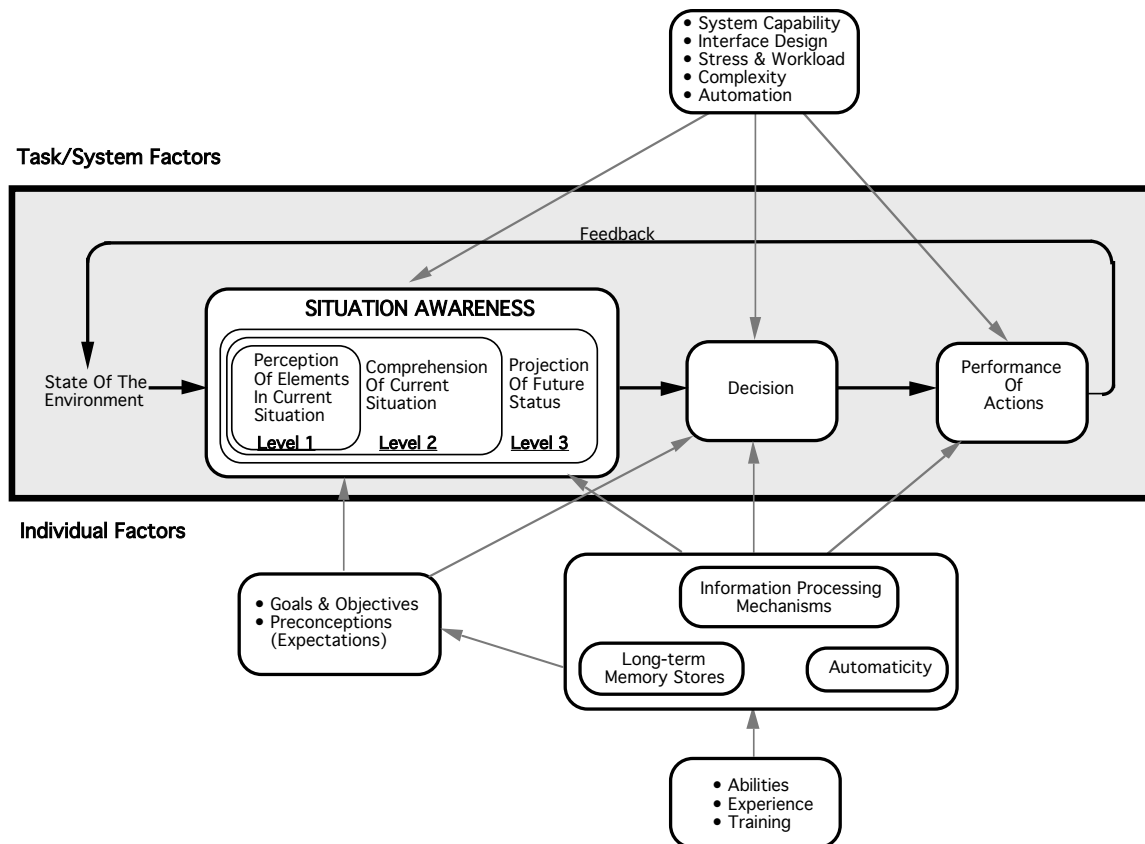 • System Capability
• Interface Design
• Stress & Workload
• Complexity
• Automation
Task/System Factors
Feedback
SITUATION AWARENESS
Perception
Of Elements
In Current
Situation
Level 1
Comprehension
Of Current
Situation
Level 2
Projection
Of Future
Status
Level 3
State Of The
Environment
Decision
Performance
Of
Actions
Individual Factors
• Goals & Objectives
• Preconceptions
(Expectations)
Information Processing
Mechanisms
Long-term
Memory Stores
Automaticity
• Abilities
• Experience
• Training